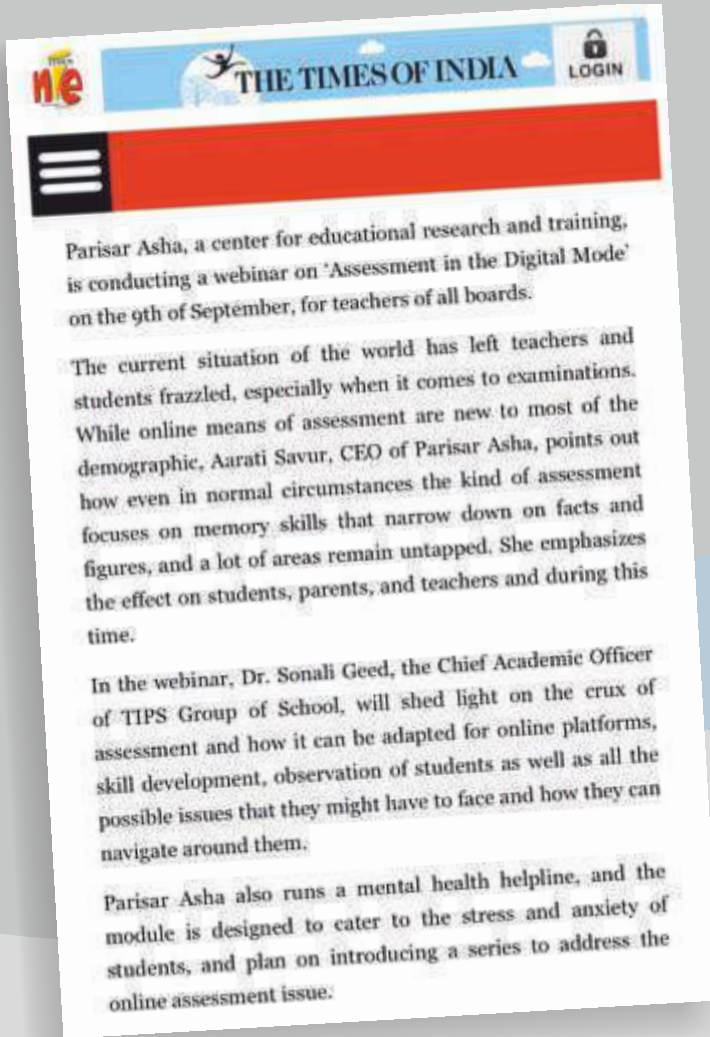 THE TIMES OF INDIA
LOGIN
Parisar Asha, a center for educational research and training,
is conducting a webinar on 'Assessment in the Digital Mode'
on the 9th of September, for teachers of all boards.
The current situation of the world has left teachers and
students frazzled, especially when it comes to examinations.
While online means of assessment are new to most of the
demographic, Aarati Savur, CEO of Parisar Asha, points out
how even in normal circumstances the kind of assessment
focuses on memory skills that narrow down on facts and
figures, and a lot of areas remain untapped. She emphasizes
the effect on students, parents, and teachers and during this
time.
In the webinar, Dr. Sonali Geed, the Chief Academic Officer
of TIPS Group of School, will shed light on the crux of
assessment and how it can be adapted for online platforms,
skill development, observation of students as well as all the
possible issues that they might have to face and how they can
navigate around them.
Parisar Asha also runs a mental health helpline, and the
module is designed to cater to the stress and anxiety of
students, and plan on introducing a series to address the
online assessment issue.